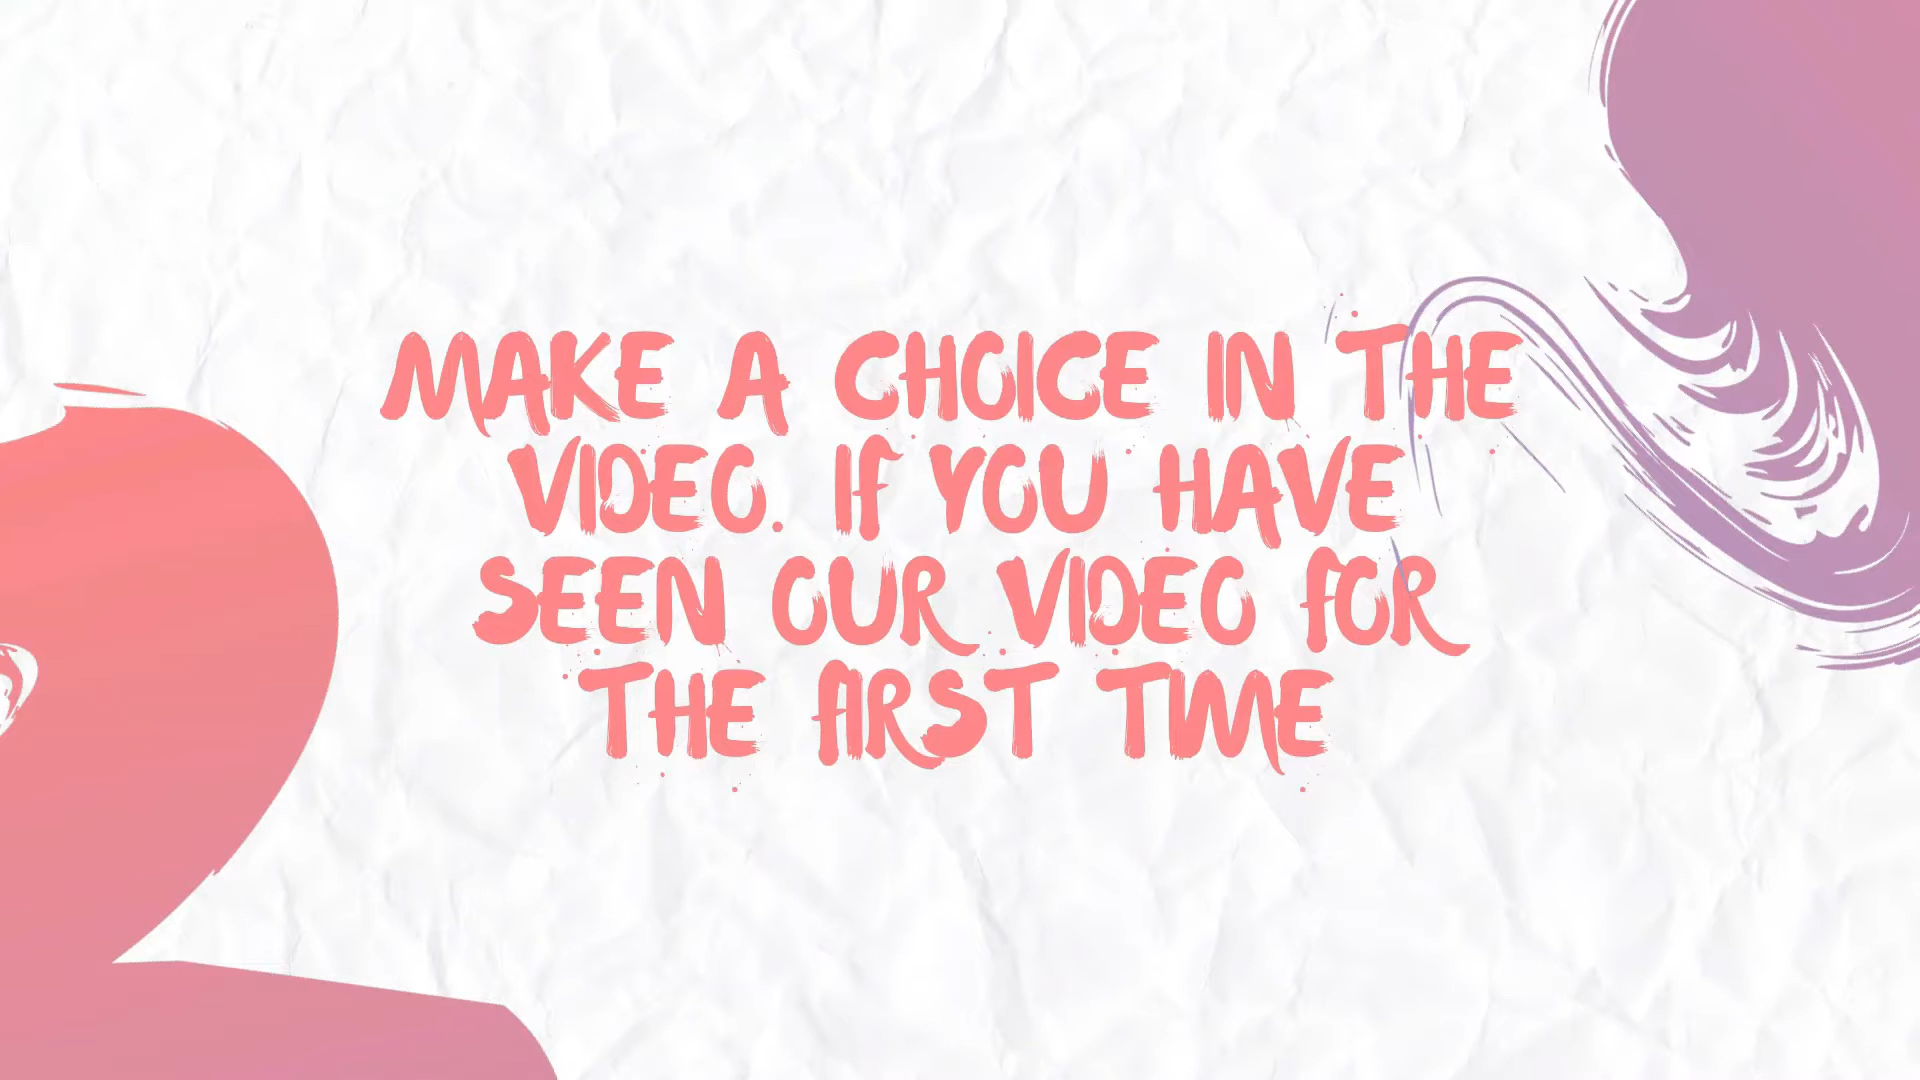 MAKE A CHOICE IN THE
VIDEO. IF YOU HAVE
SEEN OUR VIDEO FOR
THE FIRST TIME